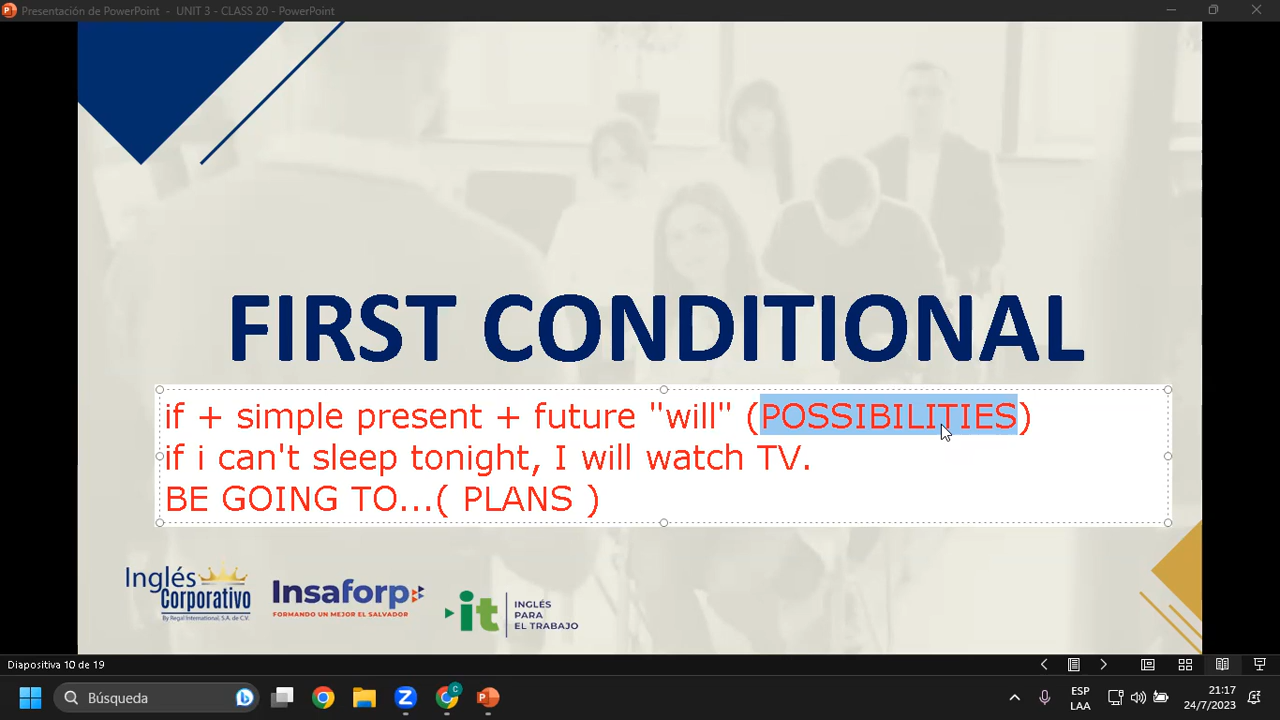 Presentación de PowerPoint - UNIT 3 - CLASS 20 - PowerPoint
FIRST CONDITIONAL
if + simple present + future "will" (POSSIBILITIES)
if i can't sleep tonight, I will watch TV.
BE GOING TO...( PLANS )
Inglés
Corporativo
By Regal International, S.A. de C.V.
Insaforp
FORMANDO UN MEJOR EL SALVADOR
it
INGLÉS
PARA
EL TRABAJO
Diapositiva 10 de 19
Búsqueda
ESP
LAA
21:17
24/7/2023